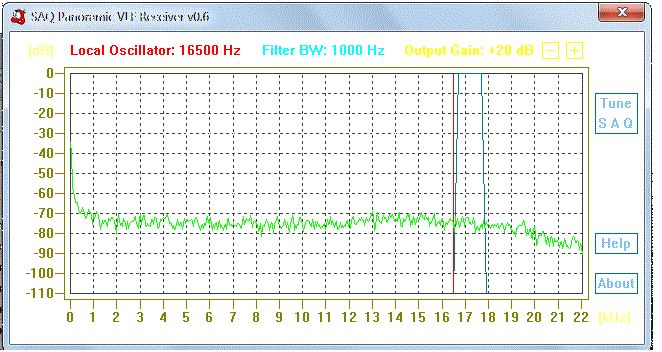 SAQ Panoramic VLF Receiver v0.6
[dB] Local Oscillator: 16500 Hz Filter BW: 1000 Hz Output Gain: +20 dB − +
0
-10
-20
-30
-40
-50
-60
-70
-80
-90
-100
-110
0 1 2 3 4 5 6 7 8 9 10 11 12 13 14 15 16 17 18 19 20 21 22 [kHz]
Tune
S A Q
Help
About